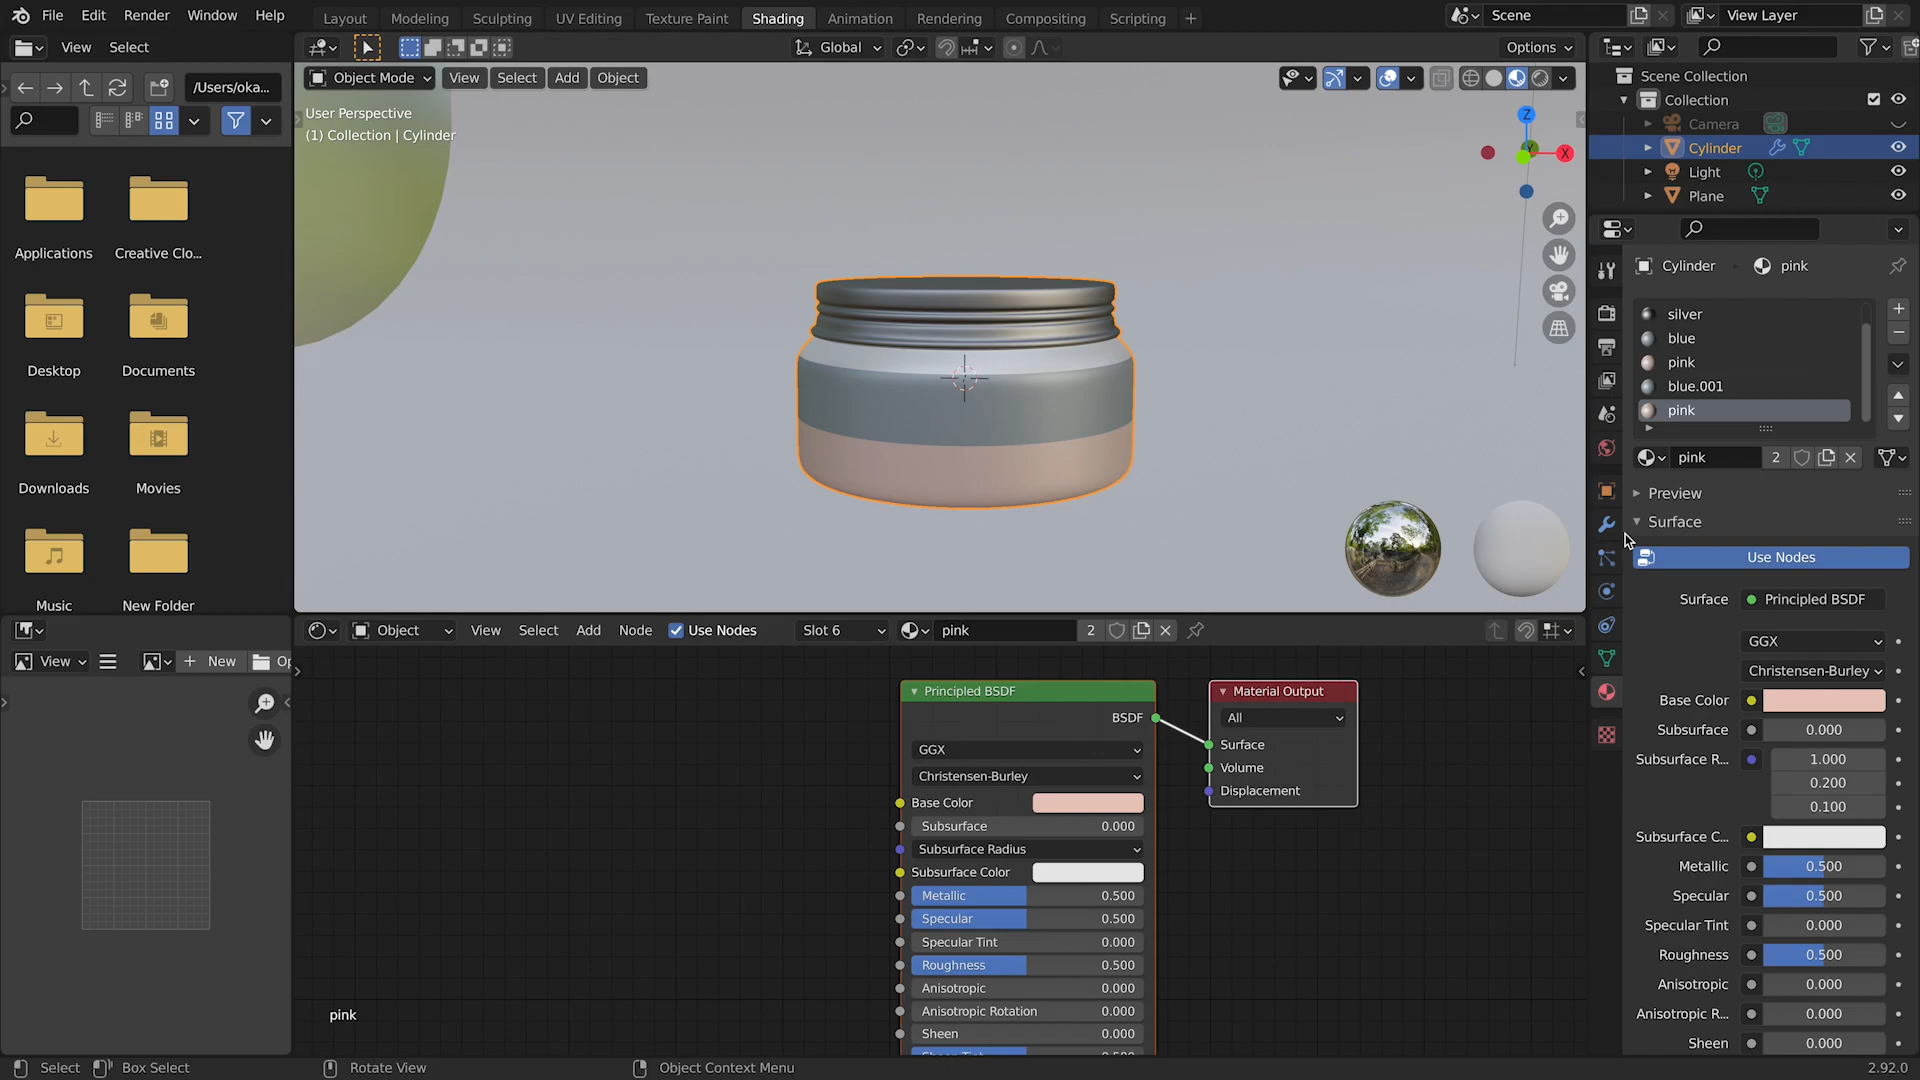 File Edit Render Window Help Layout Modeling Sculpting UV Editing Texture Paint Shading Animation Rendering Compositing Scripting + Scene View Layer
View Select Global Options
/Users/oka... Object Mode View Select Add Object Scene Collection
User Perspective Collection
(1) Collection | Cylinder Camera
Z
Y
X
Cylinder
Light
Plane
Applications Creative Clo...
Cylinder pink
silver
blue
Desktop Documents
pink
blue.001
pink
pink 2
Downloads Movies
Preview
Surface
Use Nodes
Music New Folder
Surface Principled BSDF
Object View Select Add Node Use Nodes Slot 6 pink 2
GGX
View New Op
Christensen-Burley
Principled BSDF Material Output
Base Color
BSDF All
Subsurface 0.000
GGX Surface
Subsurface R... 1.000
Christensen-Burley Volume
0.200
Base Color Displacement
0.100
Subsurface 0.000
Subsurface C...
Subsurface Radius
Subsurface Color
Metallic 0.500
Metallic 0.500
Specular 0.500
Specular 0.500
Specular Tint 0.000
Specular Tint 0.000
Roughness 0.500
Roughness 0.500
Anisotropic 0.000
Anisotropic 0.000
Anisotropic Rotation 0.000
Anisotropic R... 0.000
pink
Sheen 0.000
Sheen 0.000
Sheen Tint 0.500
Select Box Select Rotate View Object Context Menu 2.92.0